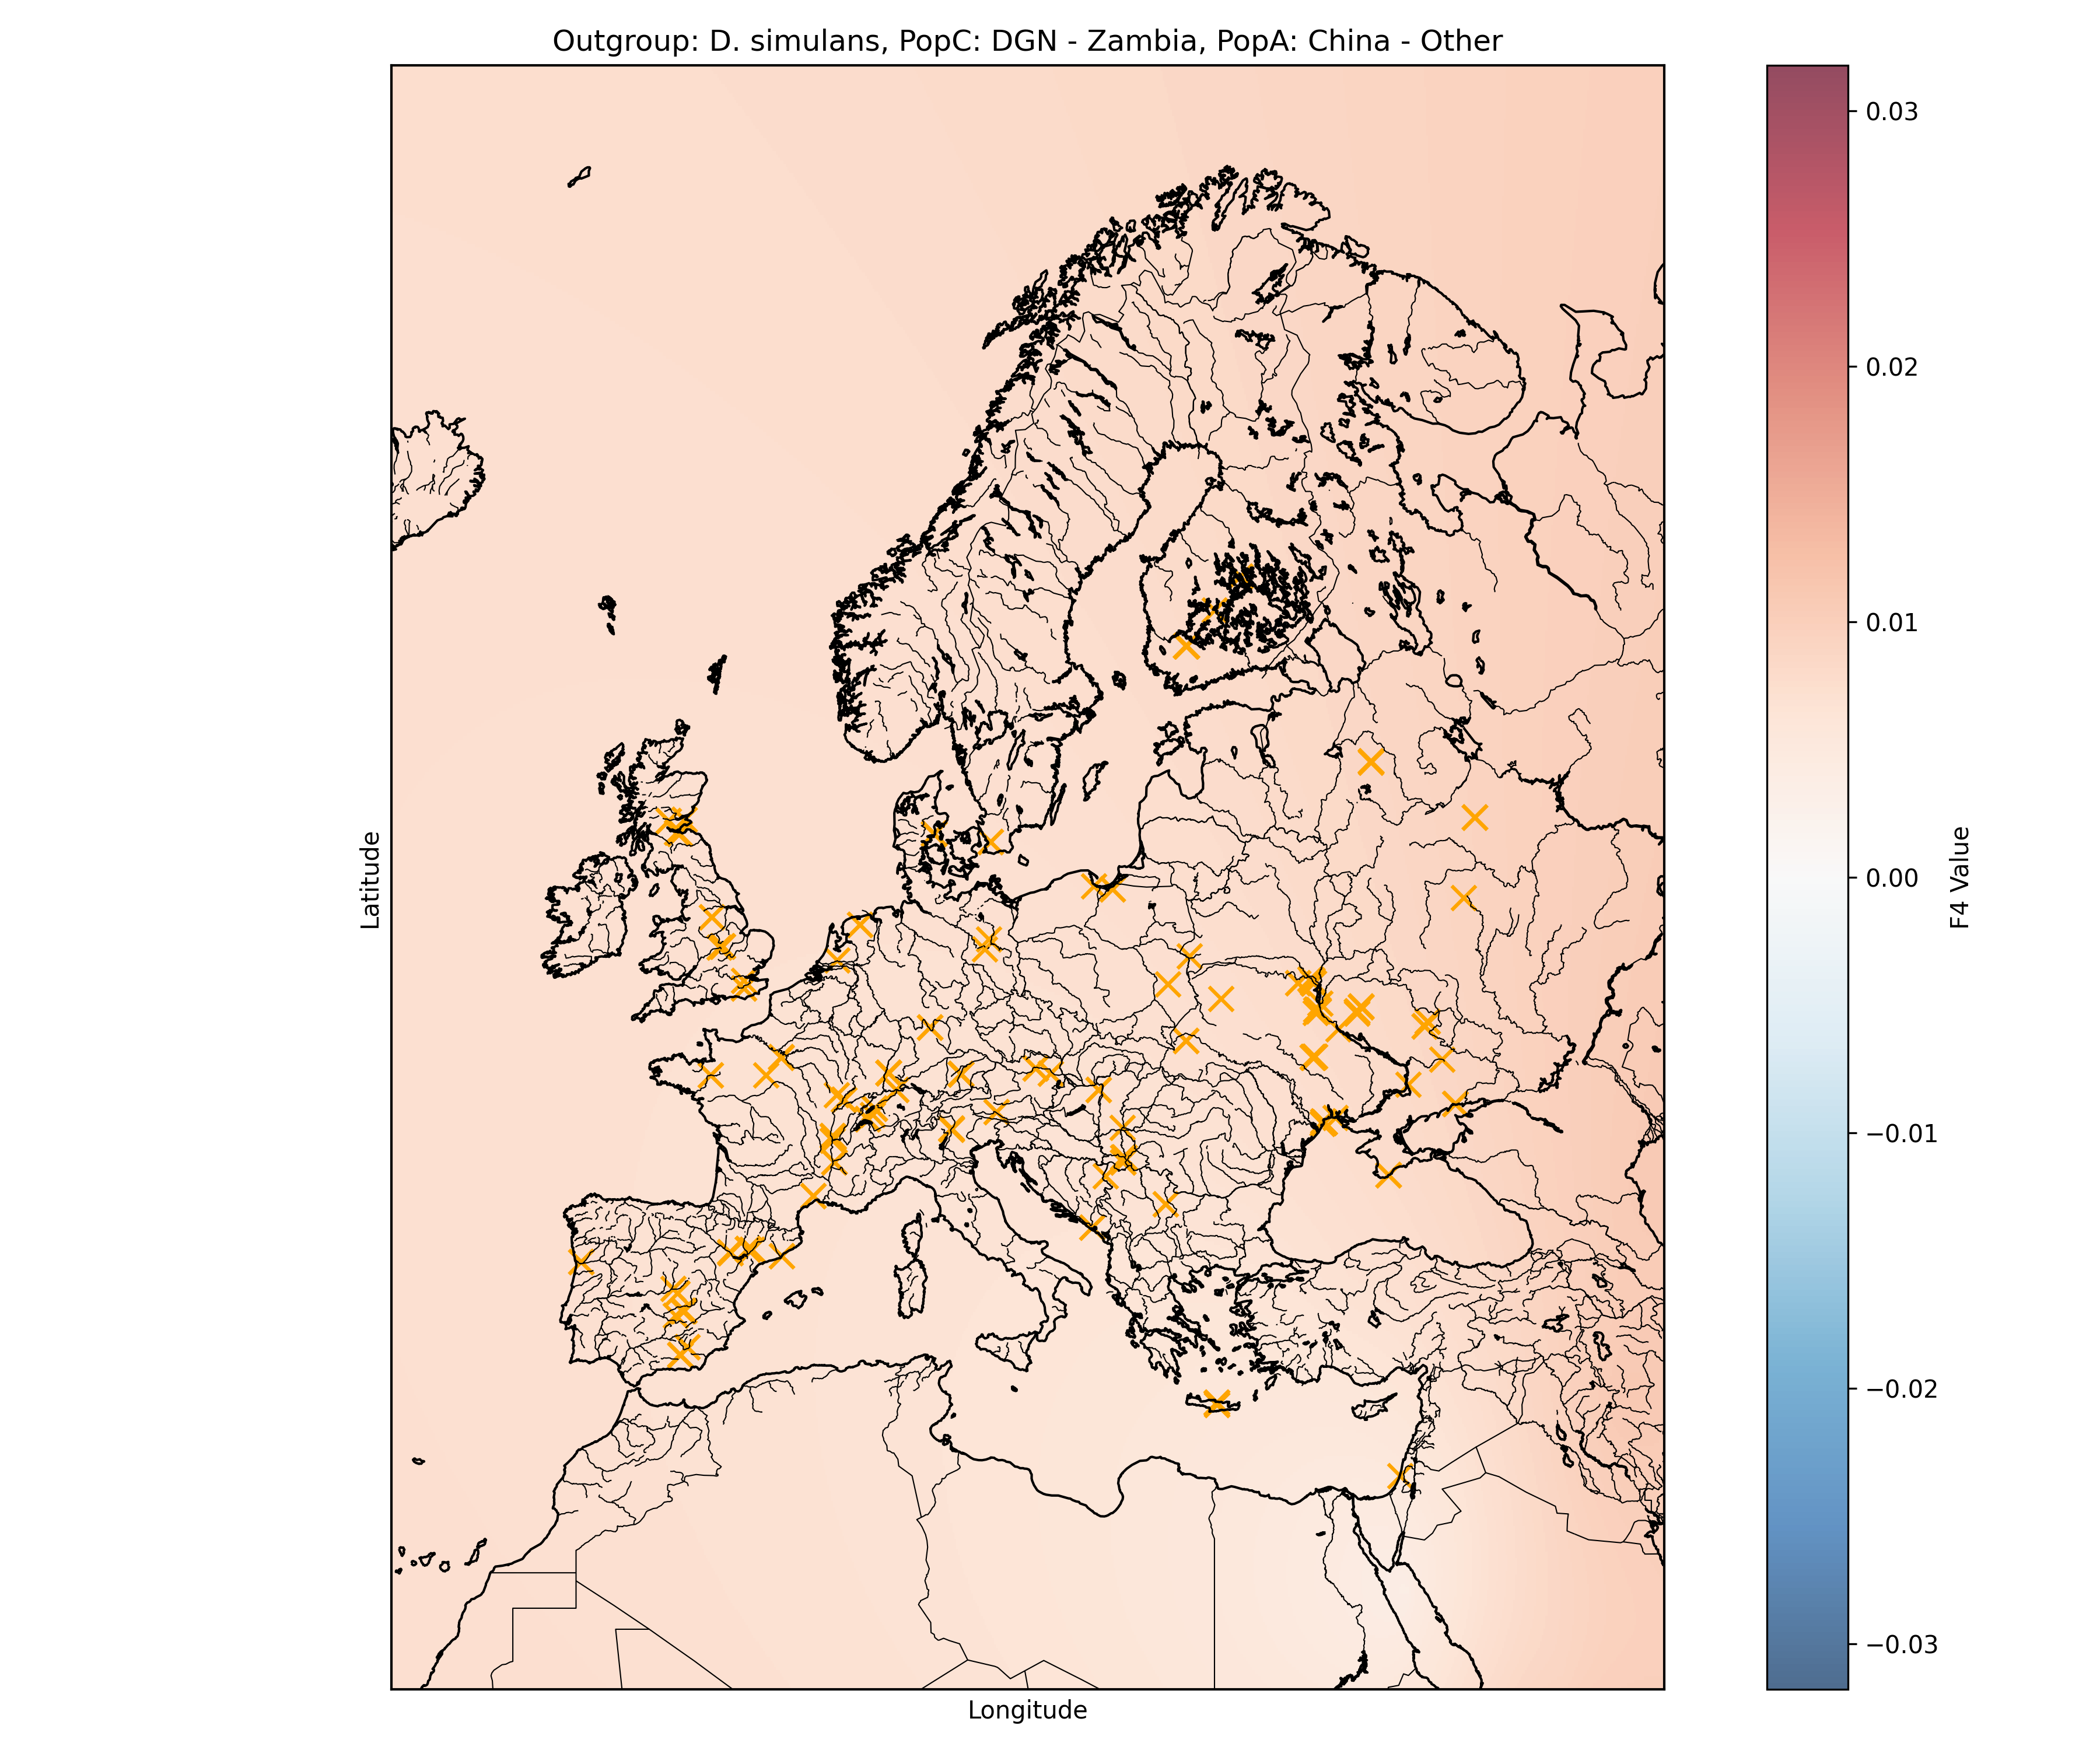 Outgroup: D. simulans, PopC: DGN - Zambia, PopA: China - Other
Latitude
Longitude
0.03
0.02
0.01
0.00
−0.01
−0.02
−0.03
F4 Value